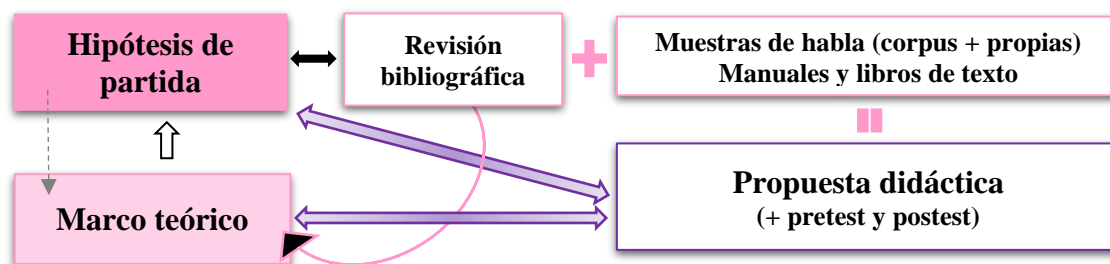 Hipótesis de
partida
Revisión
bibliográfica
Muestras de habla (corpus + propias)
Manuales y libros de texto
Marco teórico
Propuesta didáctica
(+ pretest y postest)